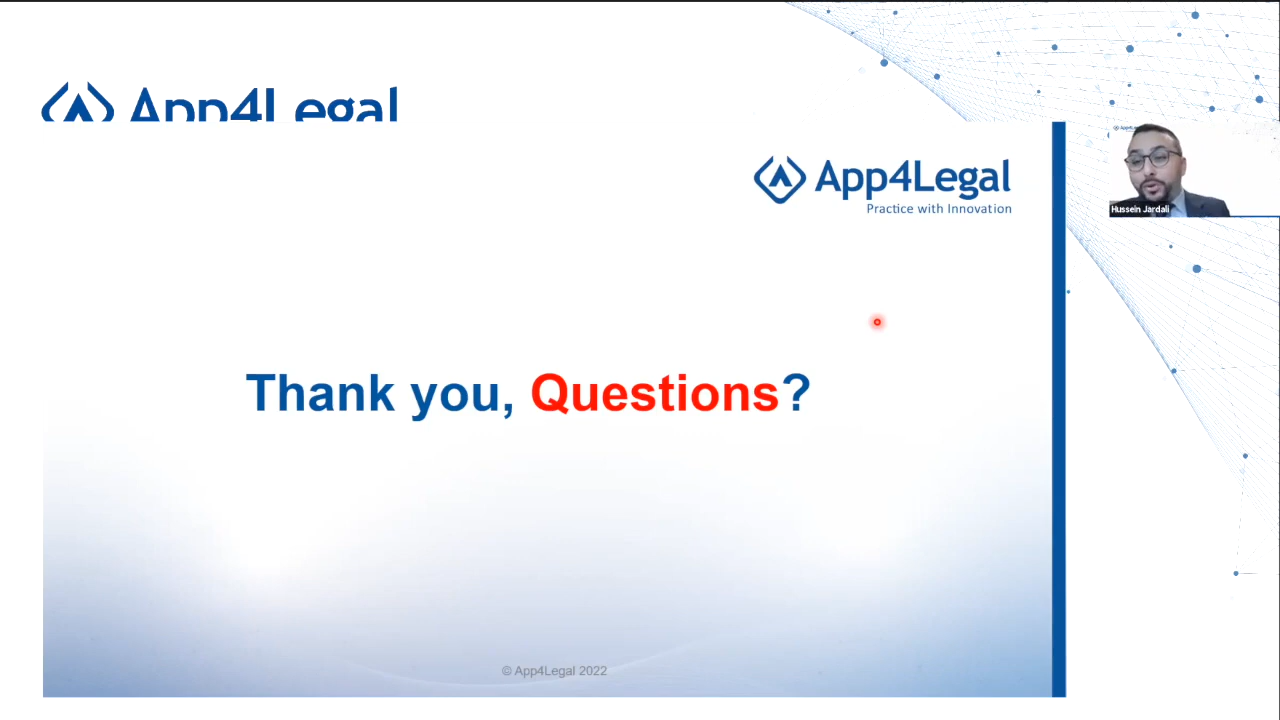 App4Legal
App4Legal
Practice with Innovation
Hussein Jardali
Thank you, Questions?
© App4Legal 2022